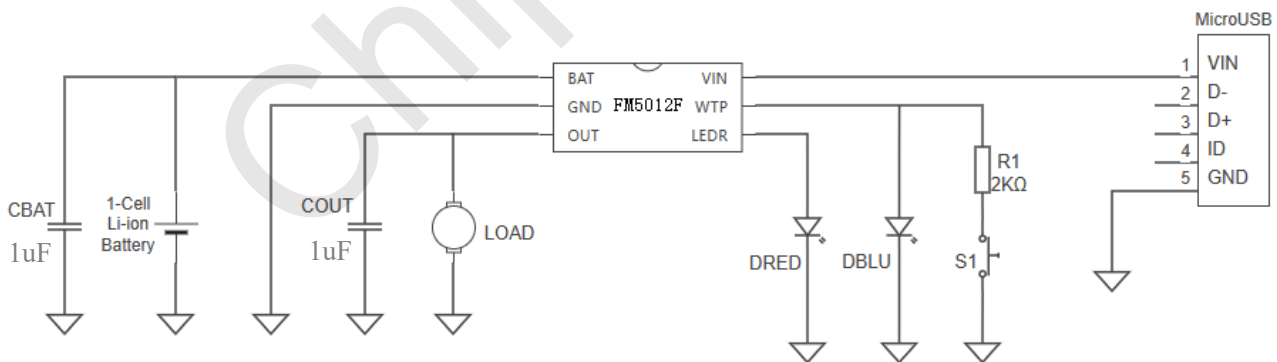 MicroUSB
1 VIN
2 D-
3 D+
4 ID
5 GND
BAT VIN
GND FM5012F WTP
OUT LEDR
R1
2KΩ
CBAT
1uF
1-Cell
Li-ion
Battery
COUT
1uF
LOAD
DRED
DBLU
S1
Chip